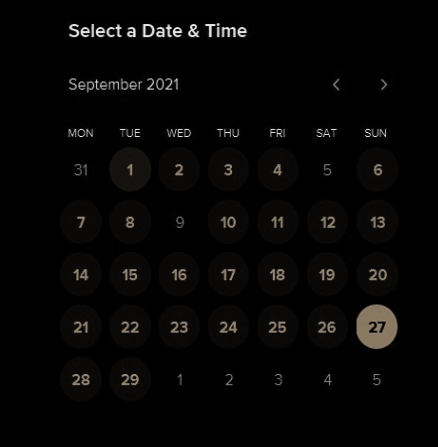 Select a Date & Time
September 2021
MON TUE WED THU FRI SAT SUN
31 1 2 3 4 5 6
7 8 9 10 11 12 13
14 15 16 17 18 19 20
21 22 23 24 25 26 27
28 29 1 2 3 4 5